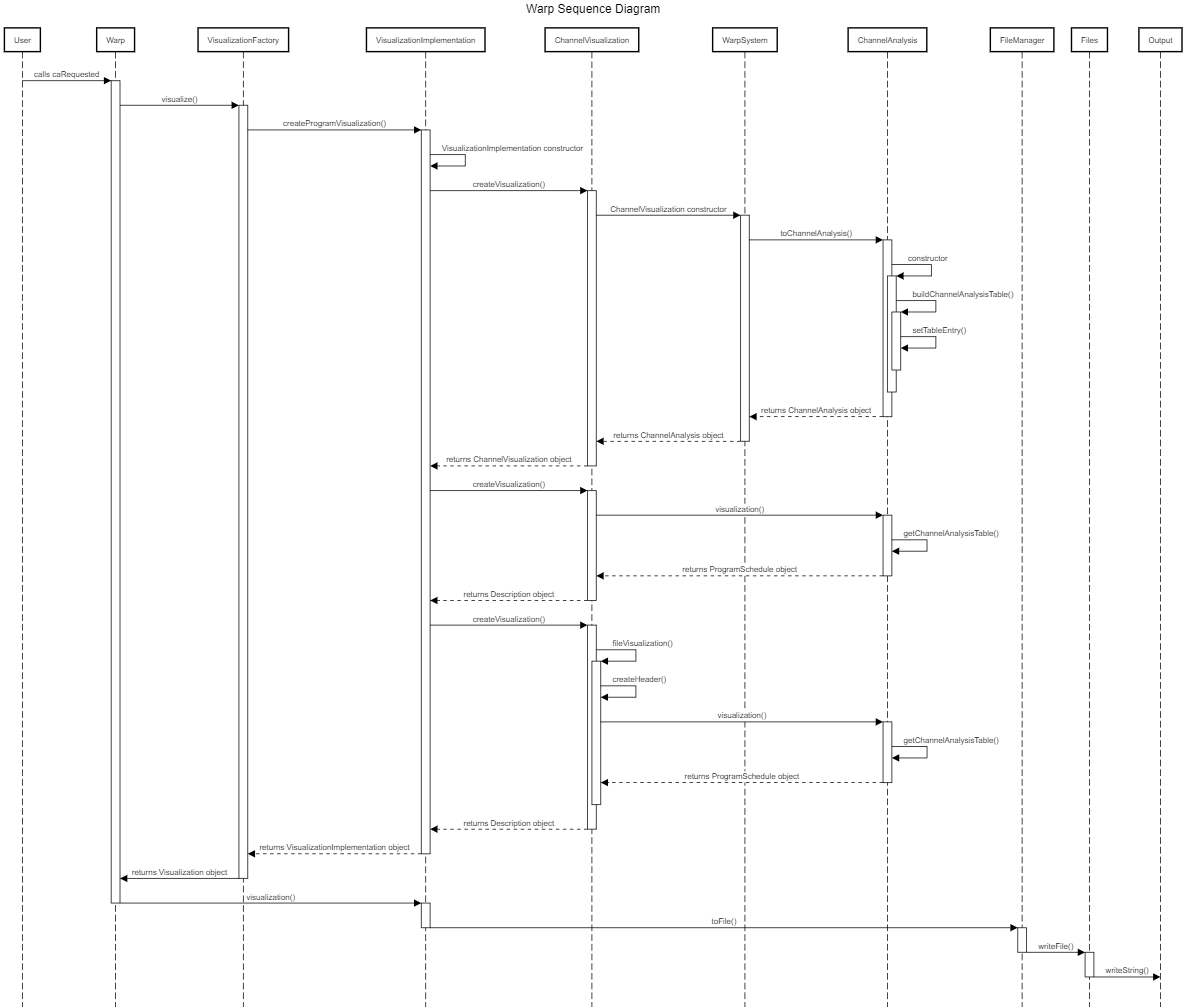 Warp Sequence Diagram
User
Warp
VisualizationFactory
VisualizationImplementation
ChannelVisualization
WarpSystem
ChannelAnalysis
FileManager
Files
Output
calls caRequested
visualize()
createProgramVisualization()
VisualizationImplementation constructor
createVisualization()
ChannelVisualization constructor
toChannelAnalysis()
constructor
buildChannelAnalysisTable()
setTableEntry()
returns ChannelAnalysis object
returns ChannelAnalysis object
returns ChannelVisualization object
createVisualization()
visualization()
getChannelAnalysisTable()
returns ProgramSchedule object
returns Description object
createVisualization()
fileVisualization()
createHeader()
visualization()
getChannelAnalysisTable()
returns ProgramSchedule object
returns Description object
returns VisualizationImplementation object
returns Visualization object
visualization()
toFile()
writeFile()
writeString()